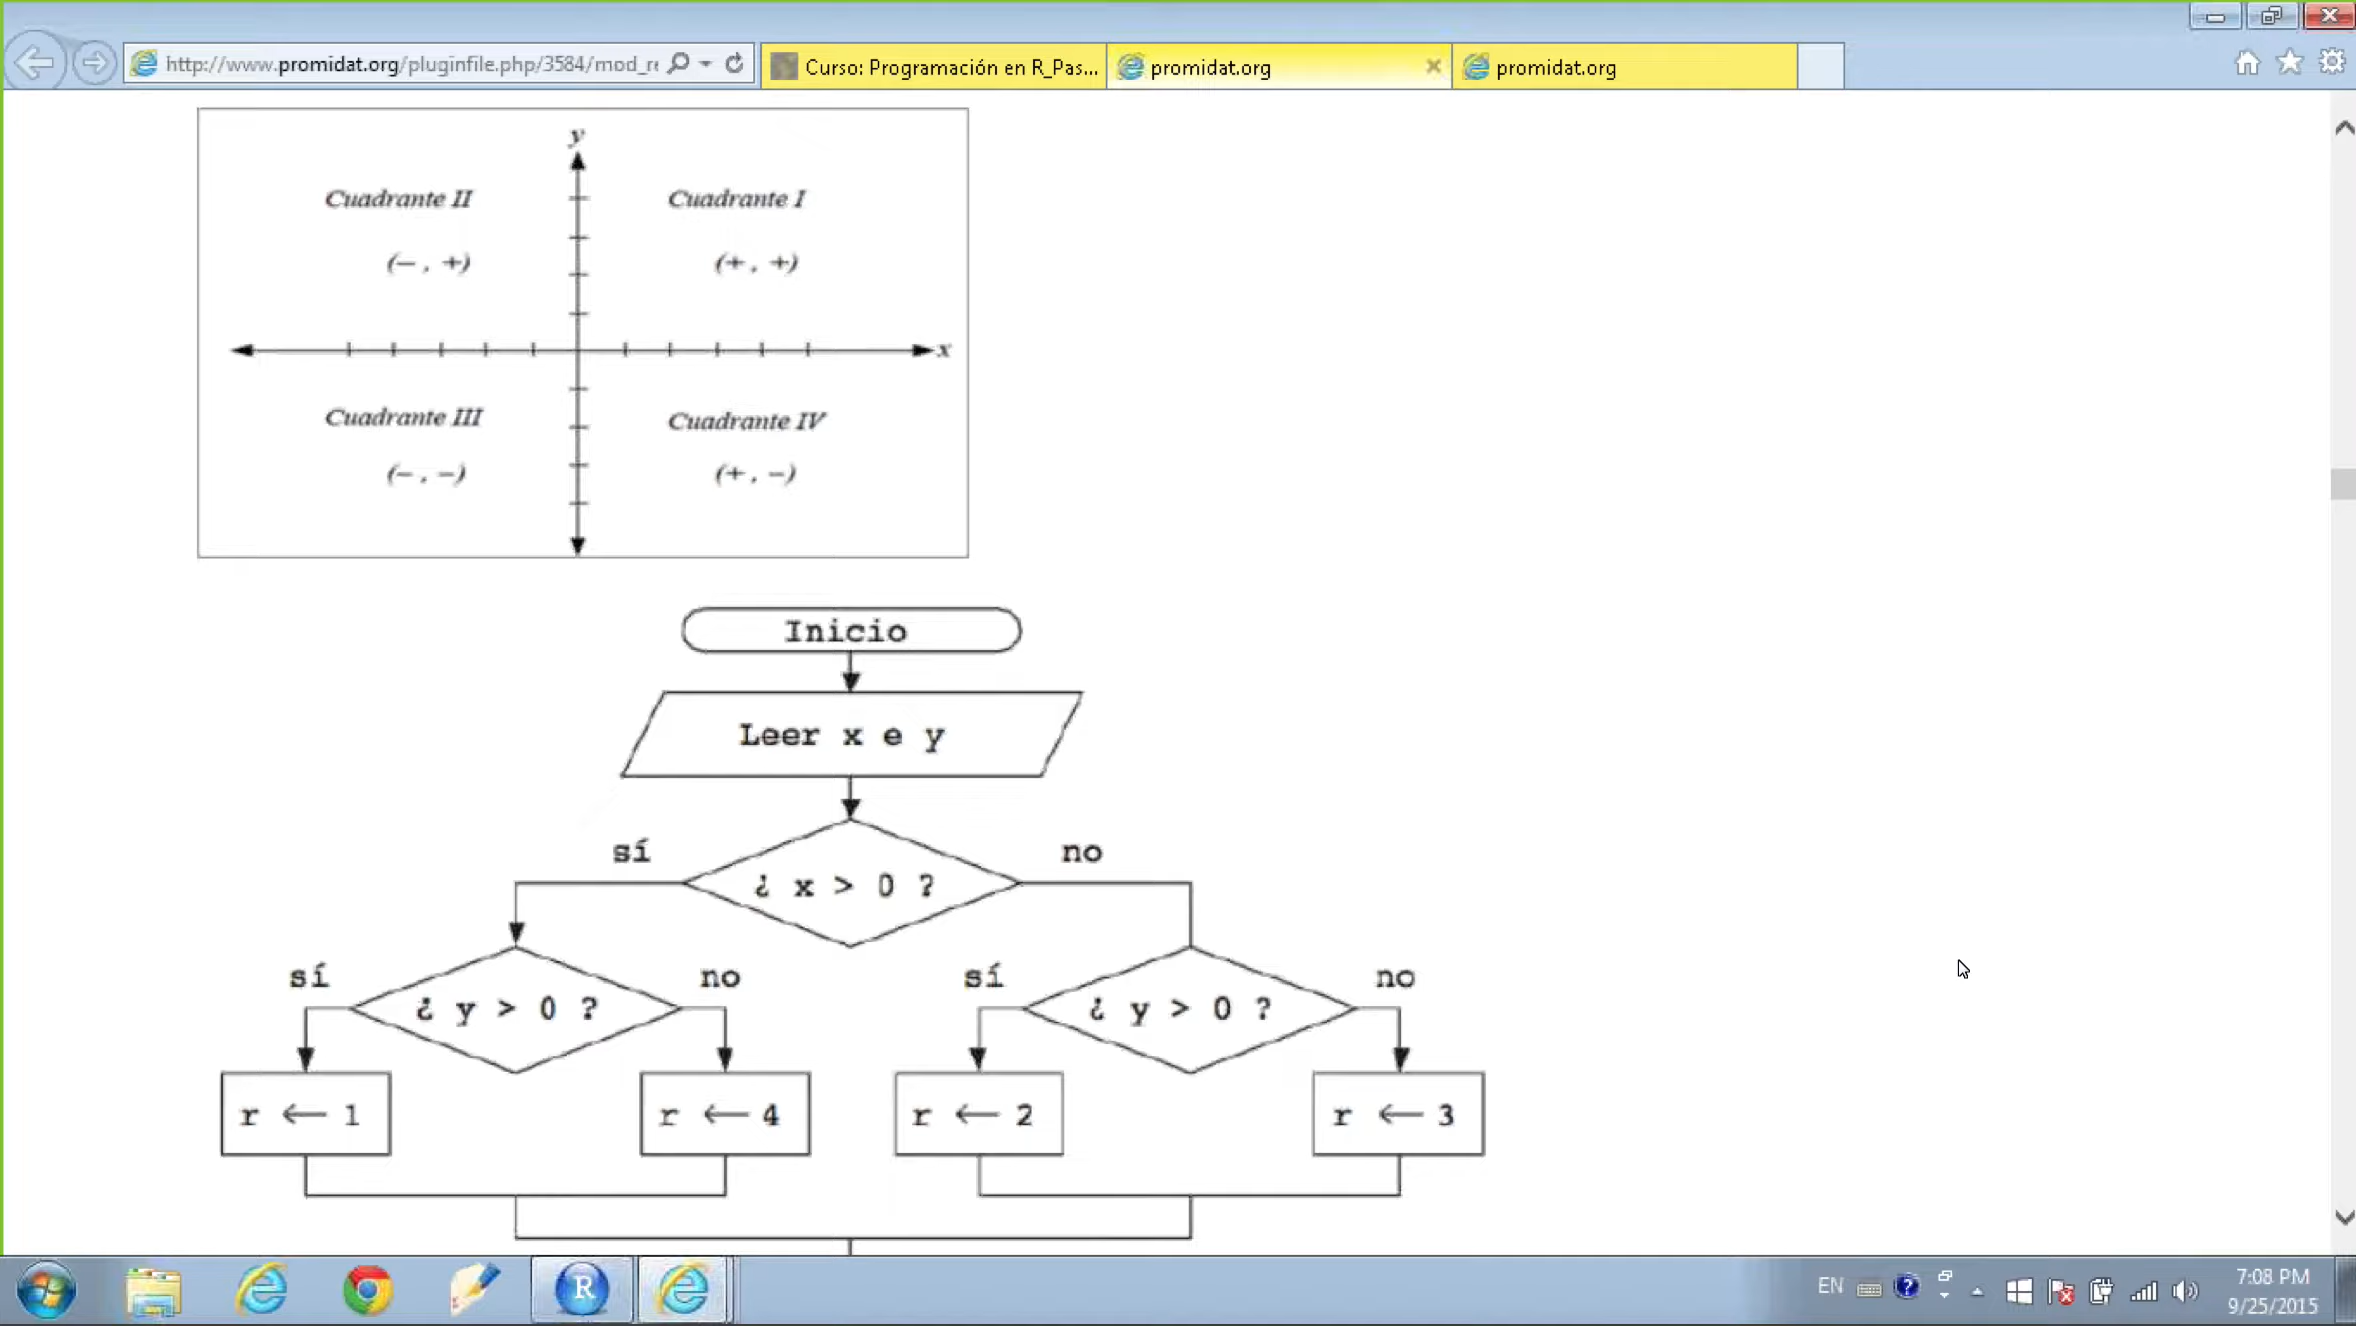 http://www.promidat.org/pluginfile.php/3584/mod_re
Curso: Programación en R_Pas...
promidat.org
promidat.org
y
Cuadrante II
Cuadrante I
(– , +)
(+ , +)
x
Cuadrante III
Cuadrante IV
(– , –)
(+ , –)
Inicio
Leer x e y
sí
no
¿ x > 0 ?
sí
no
sí
no
¿ y > 0 ?
¿ y > 0 ?
r ← 1
r ← 4
r ← 2
r ← 3
R
EN
7:08 PM
9/25/2015